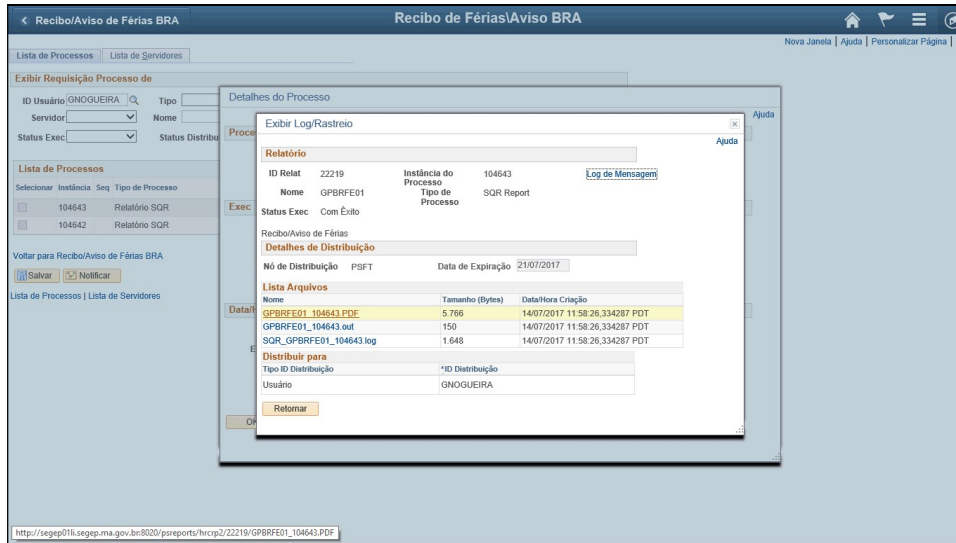 Recibo/Aviso de Férias BRA
Recibo de Férias\Aviso BRA
Nova Janela | Ajuda | Personalizar Página |
Lista de Processos
Lista de Servidores
Exibir Requisição Processo de
ID Usuário GNOGUEIRA Tipo
Servidor Nome
Status Exec Status Distribu
Lista de Processos
Selecionar Instância Seq Tipo de Processo
104643 Relatório SQR
104642 Relatório SQR
Voltar para Recibo/Aviso de Férias BRA
Salvar Notificar
Lista de Processos | Lista de Servidores
Detalhes do Processo
Ajuda
Proce
Exec
Data/H
E
OK
Exibir Log/Rastreio
Ajuda
Relatório
ID Relat 22219 Instância do Processo 104643 Log de Mensagem
Nome GPBRFE01 Tipo de Processo SQR Report
Status Exec Com Êxito
Recibo/Aviso de Férias
Detalhes de Distribuição
Nó de Distribuição PSFT Data de Expiração 21/07/2017
Lista Arquivos
Nome Tamanho (Bytes) Data/Hora Criação
GPBRFE01_104643.PDF 5.766 14/07/2017 11:58:26,334287 PDT
GPBRFE01_104643.out 150 14/07/2017 11:58:26,334287 PDT
SQR_GPBRFE01_104643.log 1.648 14/07/2017 11:58:26,334287 PDT
Distribuir para
Tipo ID Distribuição *ID Distribuição
Usuário GNOGUEIRA
Retornar
http://segep01li.segep.ma.gov.br:8020/psreports/hrcrp2/22219/GPBRFE01_104643.PDF